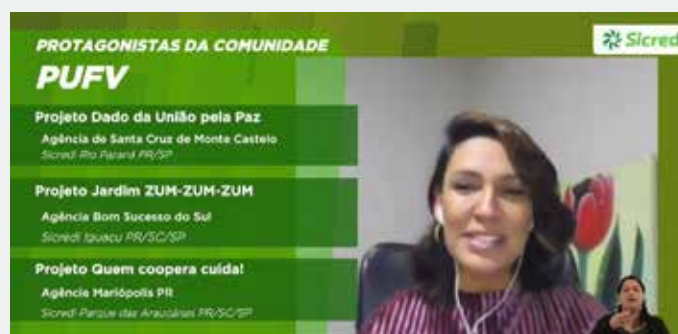 PROTAGONISTAS DA COMUNIDADE
Sicredi
PUFV
Projeto Dado da União pela Paz
Agência de Santa Cruz de Monte Castelo
Sicredi Rio Paraná PR/SP
Projeto Jardim ZUM-ZUM-ZUM
Agência Bom Sucesso do Sul
Sicredi Iguaçu PR/SC/SP
Projeto Quem coopera cuida!
Agência Mariópolis PR
Sicredi Parque das Araucárias PR/SC/SP